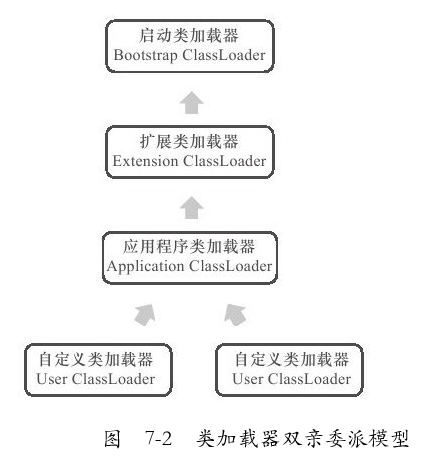 启动类加载器
Bootstrap ClassLoader
扩展类加载器
Extension ClassLoader
应用程序类加载器
Application ClassLoader
自定义类加载器
User ClassLoader
自定义类加载器
User ClassLoader
图 7-2 类加载器双亲委派模型